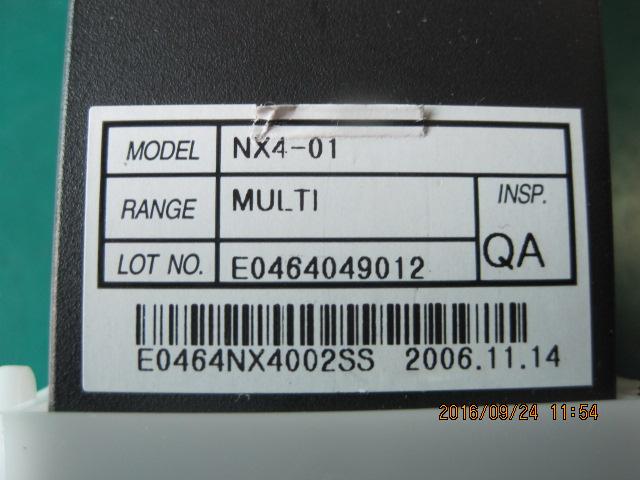 MODEL NX4-01
RANGE MULTI INSP.
LOT NO. E0464049012 QA
E0464NX4002SS 2006.11.14
2016/09/24 11:54